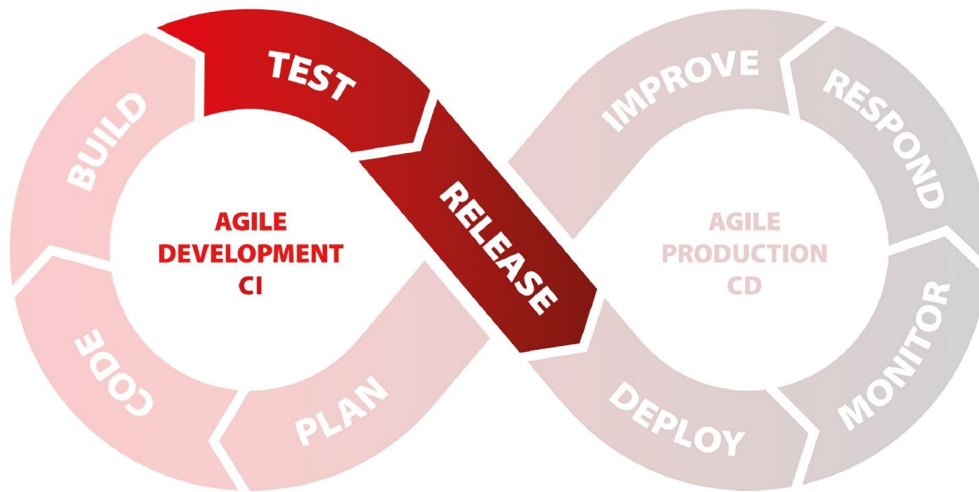 TEST
RELEASE
BUILD
CODE
PLAN
AGILE
DEVELOPMENT
CI
IMPROVE
RESPOND
MONITOR
DEPLOY
AGILE
PRODUCTION
CD